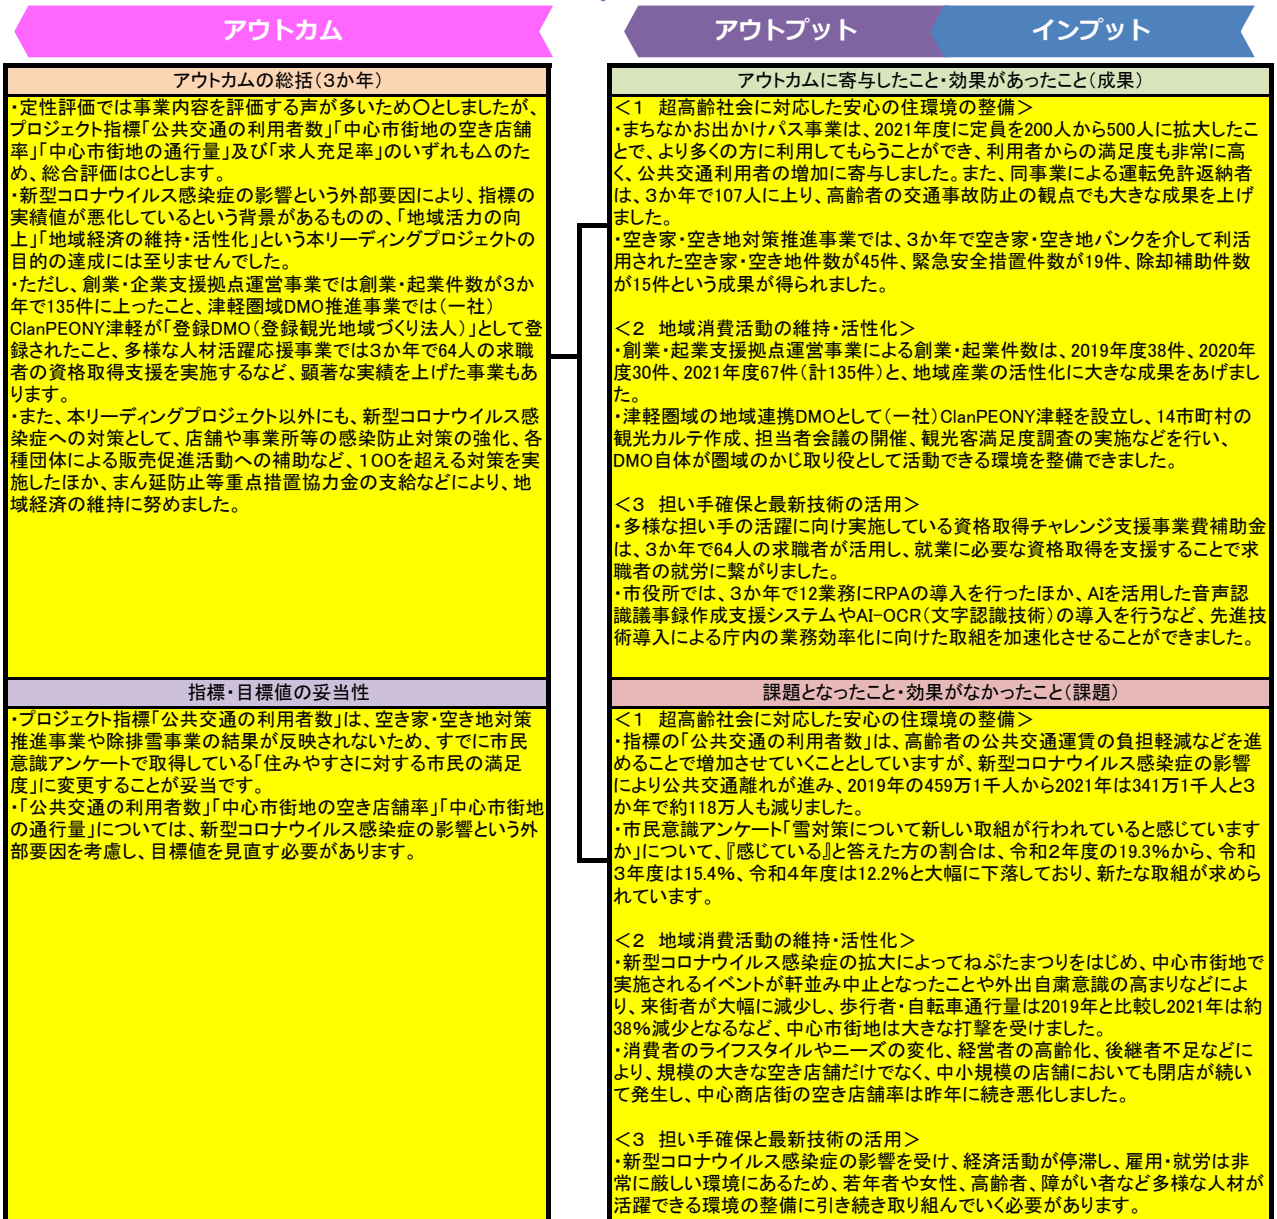 アウトカム
アウトプット
インプット
アウトカムの総括(3か年)
・定性評価では事業内容を評価する声が多いため〇としましたが、
プロジェクト指標「公共交通の利用者数」「中心市街地の空き店舗
率」「中心市街地の通行量」及び「求人充足率」のいずれも△のた
め、総合評価はCとします。
・新型コロナウイルス感染症の影響という外部要因により、指標の
実績値が悪化しているという背景があるものの、「地域活力の向
上」「地域経済の維持・活性化」という本リーディングプロジェクトの
目的の達成には至りませんでした。
・ただし、創業・企業支援拠点運営事業では創業・起業件数が3か
年で135件に上ったこと、津軽圏域DMO推進事業では(一社)
ClanPEONY津軽が「登録DMO(登録観光地域づくり法人)」として登
録されたこと、多様な人材活躍応援事業では3か年で64人の求職
者の資格取得支援を実施するなど、顕著な実績を上げた事業もあ
ります。
・また、本リーディングプロジェクト以外にも、新型コロナウイルス感
染症への対策として、店舗や事業所等の感染防止対策の強化、各
種団体による販売促進活動への補助など、100を超える対策を実
施したほか、まん延防止等重点措置協力金の支給などにより、地
域経済の維持に努めました。
指標・目標値の妥当性
・プロジェクト指標「公共交通の利用者数」は、空き家・空き地対策
推進事業や除排雪事業の結果が反映されないため、すでに市民
意識アンケートで取得している「住みやすさに対する市民の満足
度」に変更することが妥当です。
・「公共交通の利用者数」「中心市街地の空き店舗率」「中心市街地
の通行量」については、新型コロナウイルス感染症の影響という外
部要因を考慮し、目標値を見直す必要があります。
アウトカムに寄与したこと・効果があったこと(成果)
<1 超高齢社会に対応した安心の住環境の整備>
・まちなかお出かけパス事業は、2021年度に定員を200人から500人に拡大したこ
とで、より多くの方に利用してもらうことができ、利用者からの満足度も非常に高
く、公共交通利用者の増加に寄与しました。また、同事業による運転免許返納者
は、3か年で107人に上り、高齢者の交通事故防止の観点でも大きな成果を上げ
ました。
・空き家・空き地対策推進事業では、3か年で空き家・空き地バンクを介して利活
用された空き家・空き地件数が45件、緊急安全措置件数が19件、除却補助件数
が15件という成果が得られました。
<2 地域消費活動の維持・活性化>
・創業・起業支援拠点運営事業による創業・起業件数は、2019年度38件、2020年
度30件、2021年度67件(計135件)と、地域産業の活性化に大きな成果をあげまし
た。
・津軽圏域の地域連携DMOとして(一社)ClanPEONY津軽を設立し、14市町村の
観光カルテ作成、担当者会議の開催、観光客満足度調査の実施などを行い、
DMO自体が圏域のかじ取り役として活動できる環境を整備できました。
<3 担い手確保と最新技術の活用>
・多様な担い手の活躍に向け実施している資格取得チャレンジ支援事業費補助金
は、3か年で64人の求職者が活用し、就業に必要な資格取得を支援することで求
職者の就労に繋がりました。
・市役所では、3か年で12業務にRPAの導入を行ったほか、AIを活用した音声認
識議事録作成支援システムやAI-OCR(文字認識技術)の導入を行うなど、先進技
術導入による庁内の業務効率化に向けた取組を加速化させることができました。
課題となったこと・効果がなかったこと(課題)
<1 超高齢社会に対応した安心の住環境の整備>
・指標の「公共交通の利用者数」は、高齢者の公共交通運賃の負担軽減などを進
めることで増加させていくこととしていますが、新型コロナウイルス感染症の影響
により公共交通離れが進み、2019年の459万1千人から2021年は341万1千人と3
か年で約118万人も減りました。
・市民意識アンケート「雪対策について新しい取組が行われていると感じています
か」について、『感じている』と答えた方の割合は、令和2年度の19.3%から、令和
3年度は15.4%、令和4年度は12.2%と大幅に下落しており、新たな取組が求めら
れています。
<2 地域消費活動の維持・活性化>
・新型コロナウイルス感染症の拡大によってねぷたまつりをはじめ、中心市街地で
実施されるイベントが軒並み中止となったことや外出自粛意識の高まりなどによ
り、来街者が大幅に減少し、歩行者・自転車通行量は2019年と比較し2021年は約
38%減少となるなど、中心市街地は大きな打撃を受けました。
・消費者のライフスタイルやニーズの変化、経営者の高齢化、後継者不足などに
より、規模の大きな空き店舗だけでなく、中小規模の店舗においても閉店が続い
て発生し、中心商店街の空き店舗率は昨年に続き悪化しました。
<3 担い手確保と最新技術の活用>
・新型コロナウイルス感染症の影響を受け、経済活動が停滞し、雇用・就労は非
常に厳しい環境にあるため、若年者や女性、高齢者、障がい者など多様な人材が
活躍できる環境の整備に引き続き取り組んでいく必要があります。